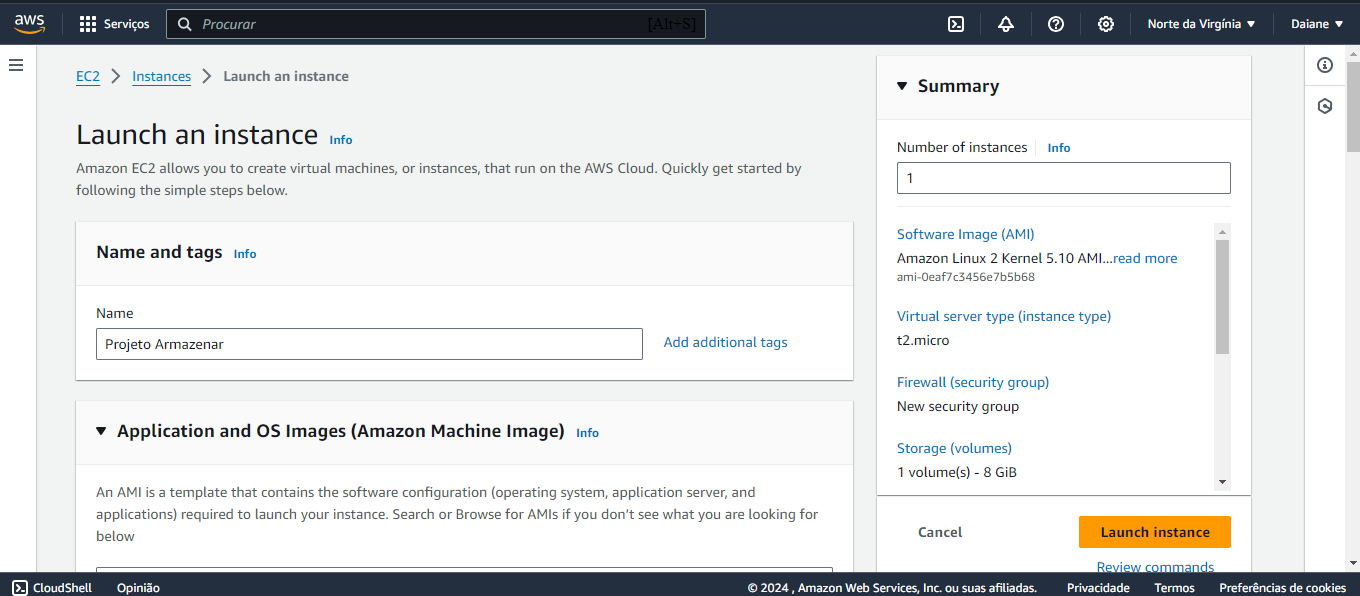 aws
Serviços
Procurar
[Alt+S]
Norte da Virgínia
Daiane
EC2
Instances
Launch an instance
Launch an instance
Info
Amazon EC2 allows you to create virtual machines, or instances, that run on the AWS Cloud. Quickly get started by
following the simple steps below.
Name and tags
Info
Name
Projeto Armazenar
Add additional tags
Application and OS Images (Amazon Machine Image)
Info
An AMI is a template that contains the software configuration (operating system, application server, and
applications) required to launch your instance. Search or Browse for AMIs if you don't see what you are looking for
below
Summary
Number of instances
Info
1
Software Image (AMI)
Amazon Linux 2 Kernel 5.10 AMI...read more
ami-0eaf7c3456e7b5b68
Virtual server type (instance type)
t2.micro
Firewall (security group)
New security group
Storage (volumes)
1 volume(s) - 8 GiB
Cancel
Launch instance
Review commands
CloudShell
Opinião
© 2024 , Amazon Web Services, Inc. ou suas afiliadas.
Privacidade
Termos
Preferências de cookies